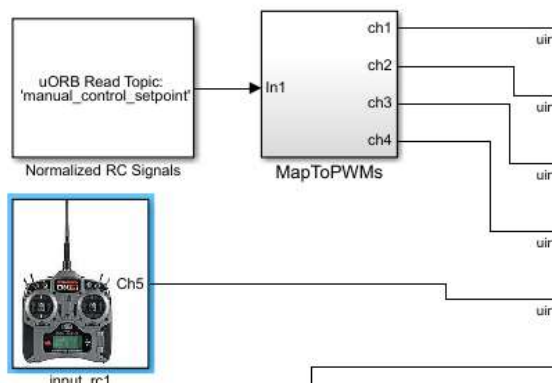 uORB Read Topic:
'manual_control_setpoint'
Normalized RC Signals
In1
ch1
ch2
ch3
ch4
MapToPWMs
Ch5
input_rc1
uin
uin
uin
uin
uin